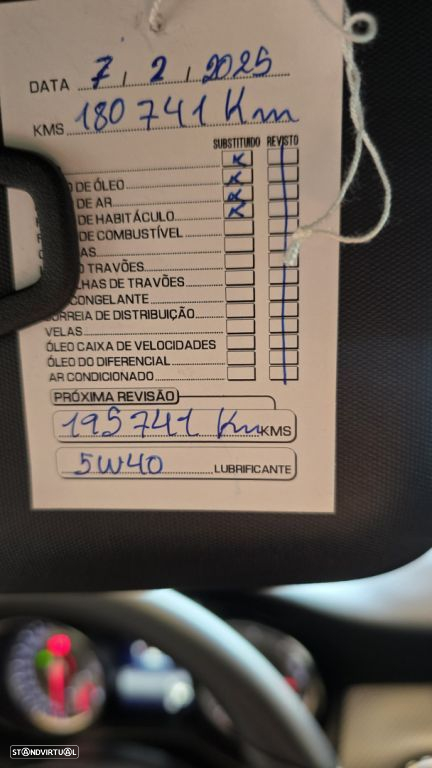 DATA 7 / 2 / 2025
KMS 180741 Km
SUBSTITUIDO REVISTO
DE ÓLEO
DE AR
DE HABITÁCULO
DE COMBUSTÍVEL
TRAVÕES
DE TRAVÕES
CONGELANTE
CORREIA DE DISTRIBUIÇÃO
VELAS
ÓLEO CAIXA DE VELOCIDADES
ÓLEO DO DIFERENCIAL
AR CONDICIONADO
PRÓXIMA REVISÃO
195741 Km KMS
5W40 LUBRIFICANTE
STANDVIRTUAL